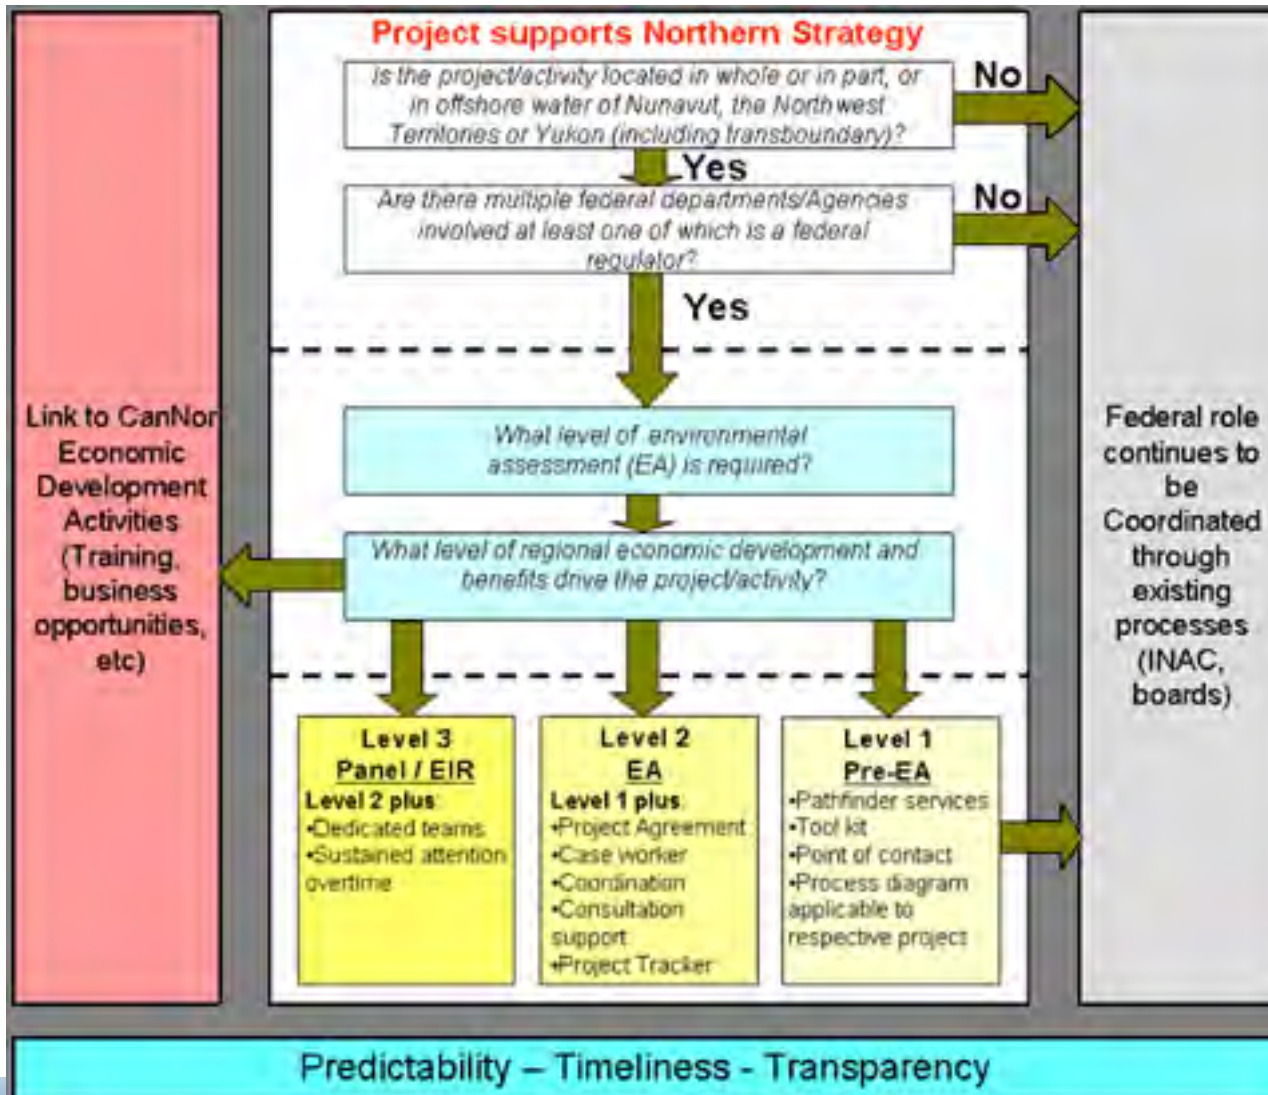 Project supports Northern Strategy
Is the project/activity located in whole or in part, or
in offshore water of Nunavut, the Northwest
Territories or Yukon (including transboundary)?
No
Yes
Are there multiple federal departments/Agencies
involved at least one of which is a federal
regulator?
No
Yes
What level of environmental
assessment (EA) is required?
What level of regional economic development and
benefits drive the project/activity?
Link to CanNor
Economic
Development
Activities
(Training,
business
opportunities,
etc)
Federal role
continues to
be
Coordinated
through
existing
processes
(INAC,
boards)
Level 3
Panel / EIR
Level 2 plus:
•Dedicated teams
•Sustained attention
overtime
Level 2
EA
Level 1 plus:
•Project Agreement
•Case worker
•Coordination
•Consultation
support
•Project Tracker
Level 1
Pre-EA
•Pathfinder services
•Tool kit
•Point of contact
•Process diagram
applicable to
respective project
Predictability – Timeliness - Transparency